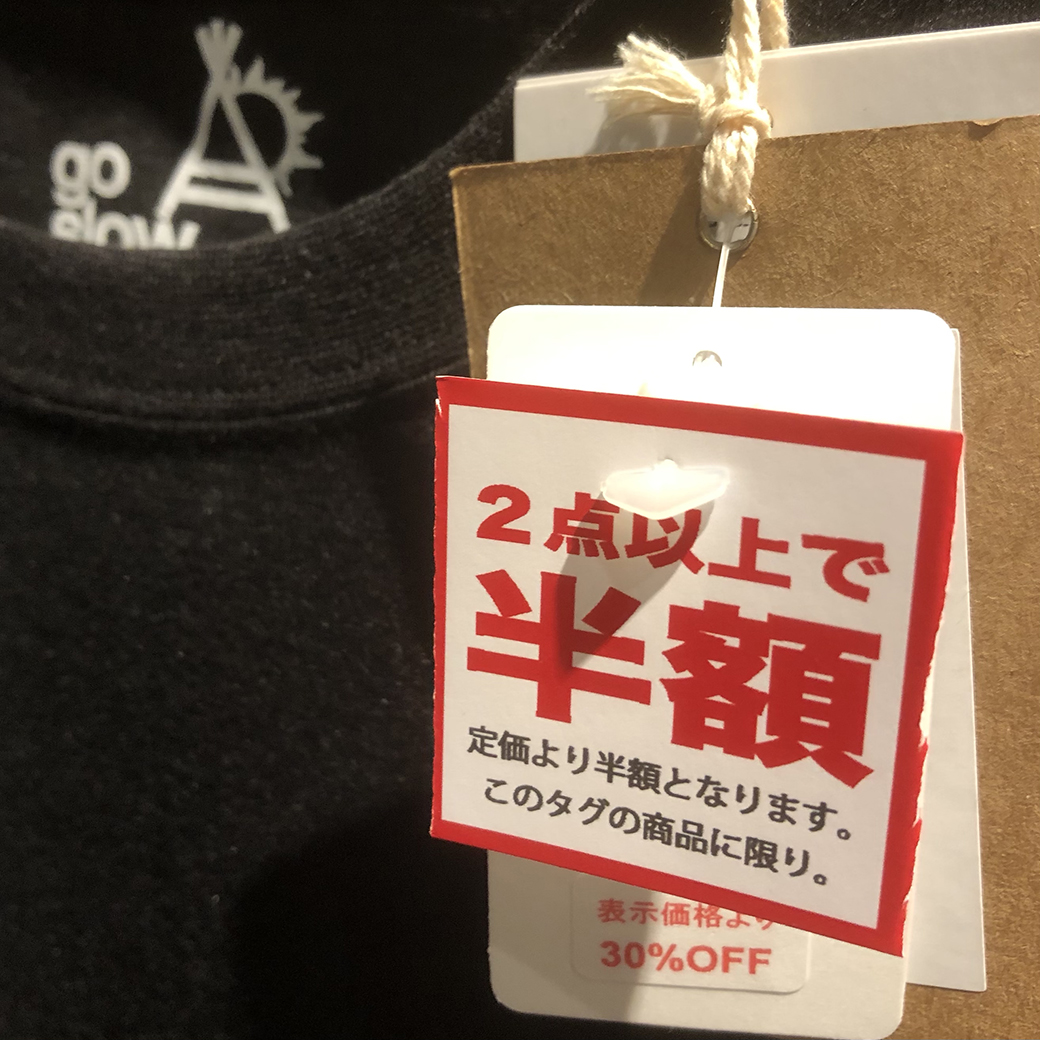 go
slow
2点以上で
半額
定価より半額となります。
このタグの商品に限り。
表示価格より
30%OFF